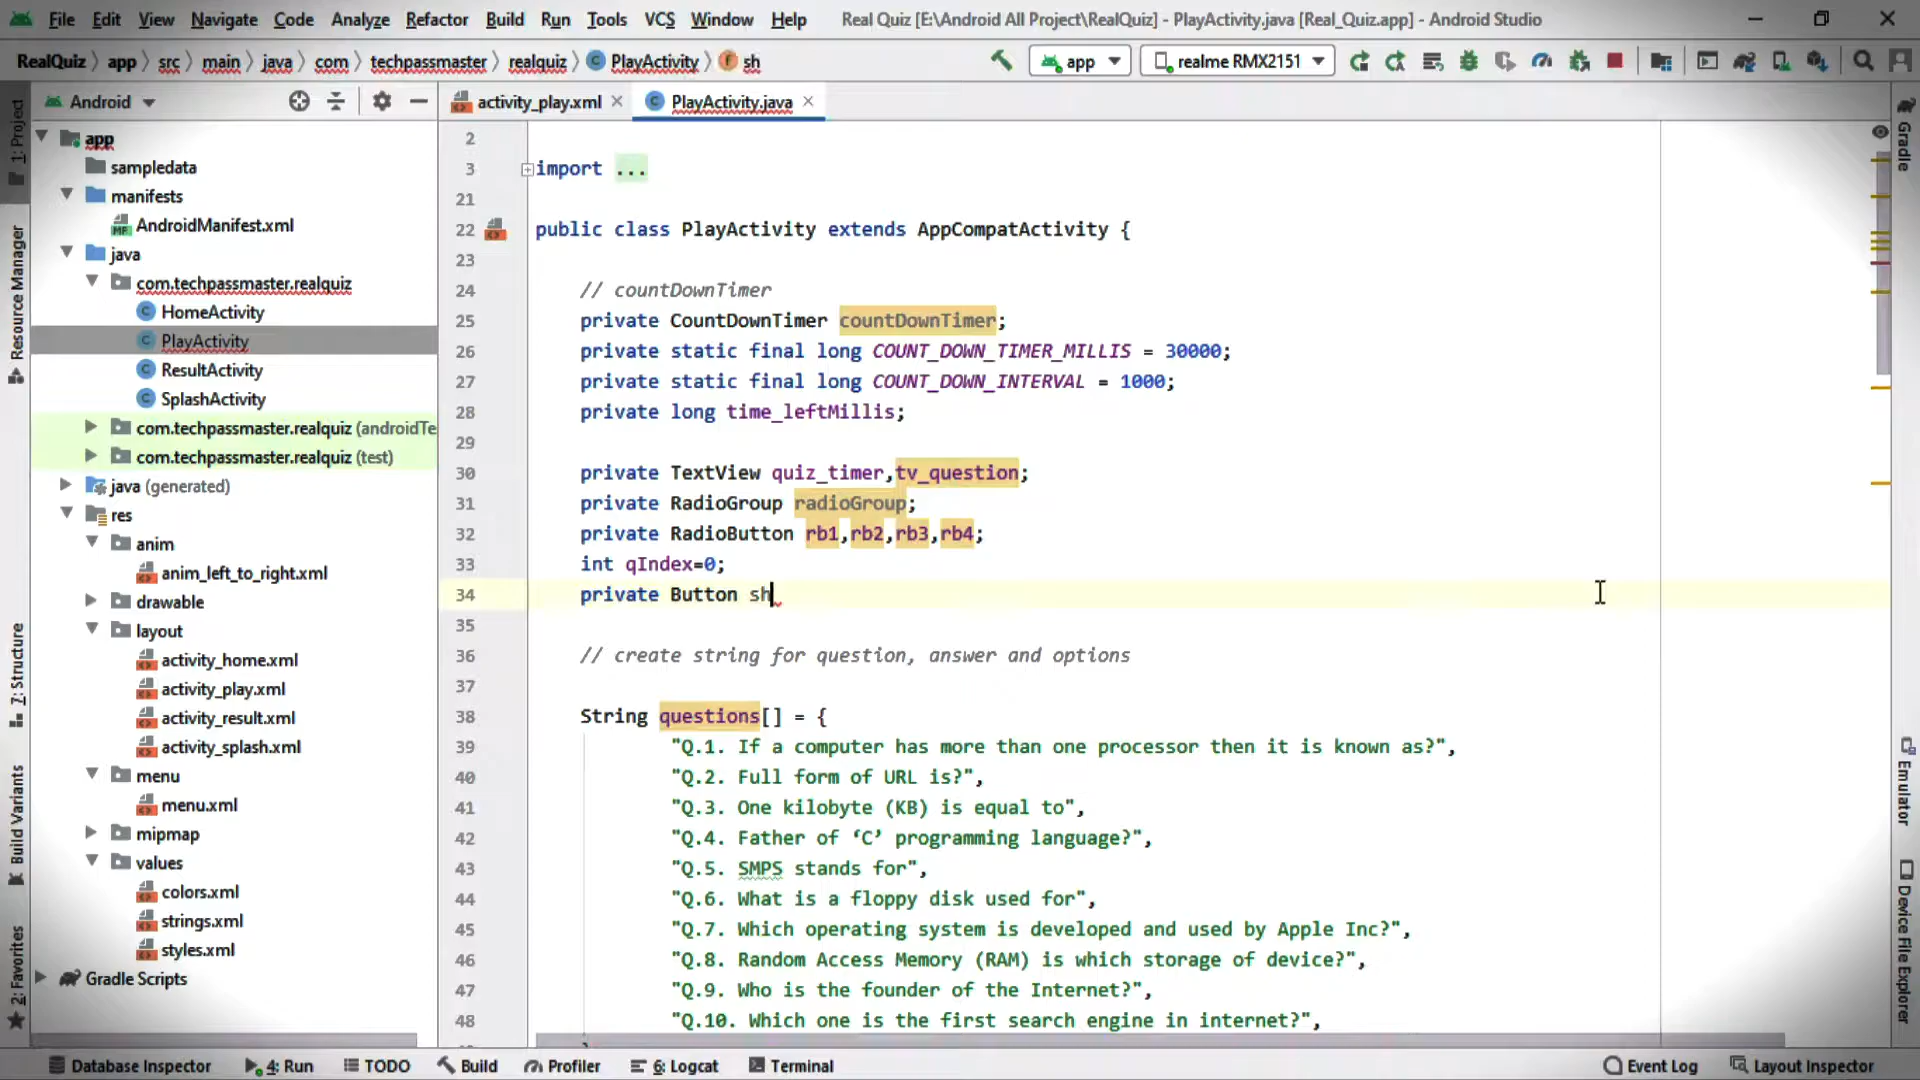 File Edit View Navigate Code Analyze Refactor Build Run Tools VCS Window Help Real Quiz [E:\Android All Project\RealQuiz] - PlayActivity.java [Real_Quiz.app] - Android Studio
RealQuiz app src main java com techpassmaster realquiz PlayActivity sh app realme RMX2151
Android activity_play.xml PlayActivity.java
1: Project
Resource Manager
7: Structure
Build Variants
2: Favorites
app
sampledata
manifests
AndroidManifest.xml
java
com.techpassmaster.realquiz
HomeActivity
PlayActivity
ResultActivity
SplashActivity
com.techpassmaster.realquiz (androidTe
com.techpassmaster.realquiz (test)
java (generated)
res
anim
anim_left_to_right.xml
drawable
layout
activity_home.xml
activity_play.xml
activity_result.xml
activity_splash.xml
menu
menu.xml
mipmap
values
colors.xml
strings.xml
styles.xml
Gradle Scripts
2
3 import ...
21
22 public class PlayActivity extends AppCompatActivity {
23
24 // countDownTimer
25 private CountDownTimer countDownTimer;
26 private static final long COUNT_DOWN_TIMER_MILLIS = 30000;
27 private static final long COUNT_DOWN_INTERVAL = 1000;
28 private long time_leftMillis;
29
30 private TextView quiz_timer,tv_question;
31 private RadioGroup radioGroup;
32 private RadioButton rb1,rb2,rb3,rb4;
33 int qIndex=0;
34 private Button sh
35
36 // create string for question, answer and options
37
38 String questions[] = {
39 "Q.1. If a computer has more than one processor then it is known as?",
40 "Q.2. Full form of URL is?",
41 "Q.3. One kilobyte (KB) is equal to",
42 "Q.4. Father of ‘C’ programming language?",
43 "Q.5. SMPS stands for",
44 "Q.6. What is a floppy disk used for",
45 "Q.7. Which operating system is developed and used by Apple Inc?",
46 "Q.8. Random Access Memory (RAM) is which storage of device?",
47 "Q.9. Who is the founder of the Internet?",
48 "Q.10. Which one is the first search engine in internet?",
Gradle
Emulator
Device File Explorer
Database Inspector 4: Run TODO Build Profiler 6: Logcat Terminal Event Log Layout Inspector